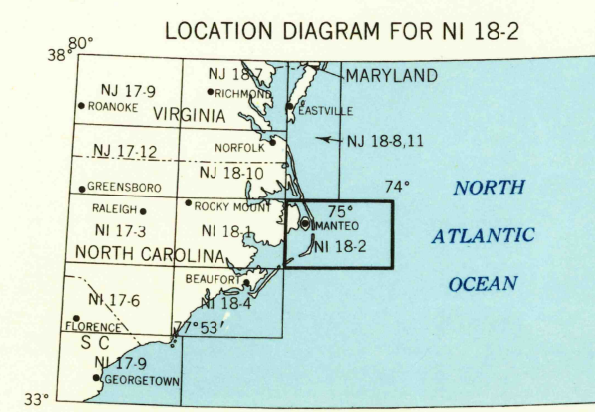 LOCATION DIAGRAM FOR NI 18-2
38° 80°
NJ 18-7
MARYLAND
NJ 17-9
RICHMOND
ROANOKE
EASTVILLE
VIRGINIA
NORFOLK
NJ 18-8,11
NJ 17-12
NJ 18-10
GREENSBORO
74°
NORTH
RALEIGH
ROCKY MOUNT
75°
MANTEO
NI 17-3
NI 18-1
NI 18-2
ATLANTIC
NORTH CAROLINA
BEAUFORT
OCEAN
NI 17-6
NI 18-4
FLORENCE
77°53'
S C
NI 17-9
GEORGETOWN
33°